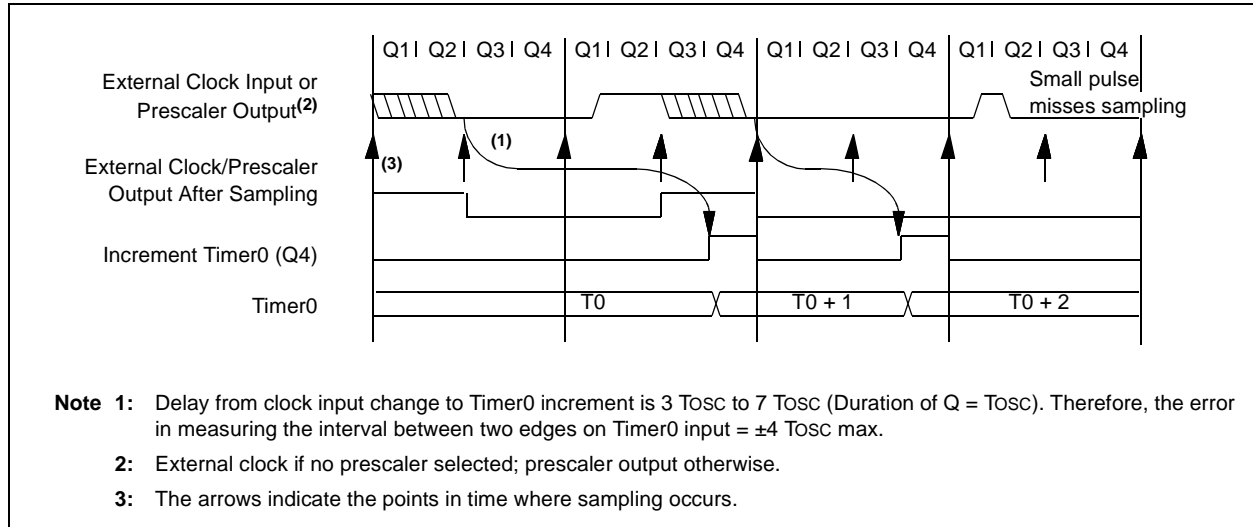 Q1 | Q2 | Q3 | Q4 Q1 | Q2 | Q3 | Q4 Q1 | Q2 | Q3 | Q4 Q1 | Q2 | Q3 | Q4
External Clock Input or
Prescaler Output(2)
Small pulse
misses sampling
(1)
(3)
External Clock/Prescaler
Output After Sampling
Increment Timer0 (Q4)
Timer0 T0 T0 + 1 T0 + 2
Note 1: Delay from clock input change to Timer0 increment is 3 TOSC to 7 TOSC (Duration of Q = TOSC). Therefore, the error
in measuring the interval between two edges on Timer0 input = ±4 TOSC max.
2: External clock if no prescaler selected; prescaler output otherwise.
3: The arrows indicate the points in time where sampling occurs.